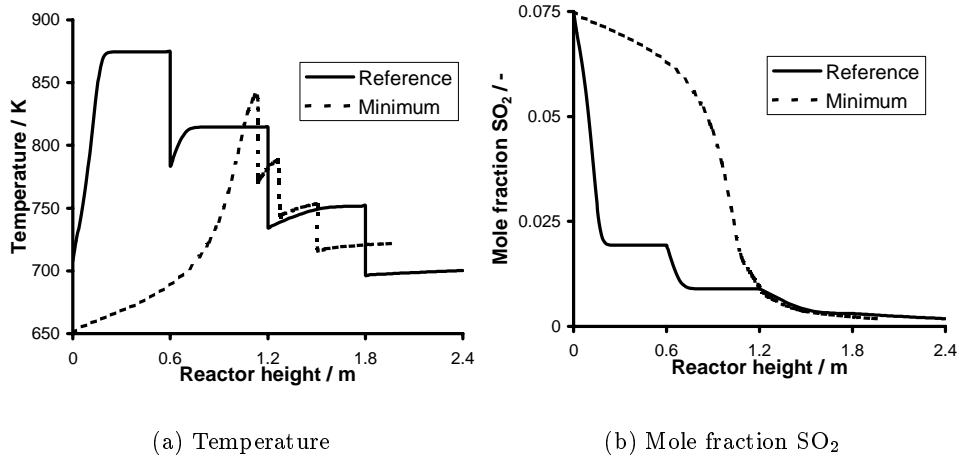 900
850
800
750
700
650
Temperature / K
Reference
Minimum
0
0.6
1.2
1.8
2.4
Reactor height / m
(a) Temperature
0.075
0.05
0.025
0
Mole fraction SO2 / -
Reference
Minimum
0
0.6
1.2
1.8
2.4
Reactor height / m
(b) Mole fraction SO2